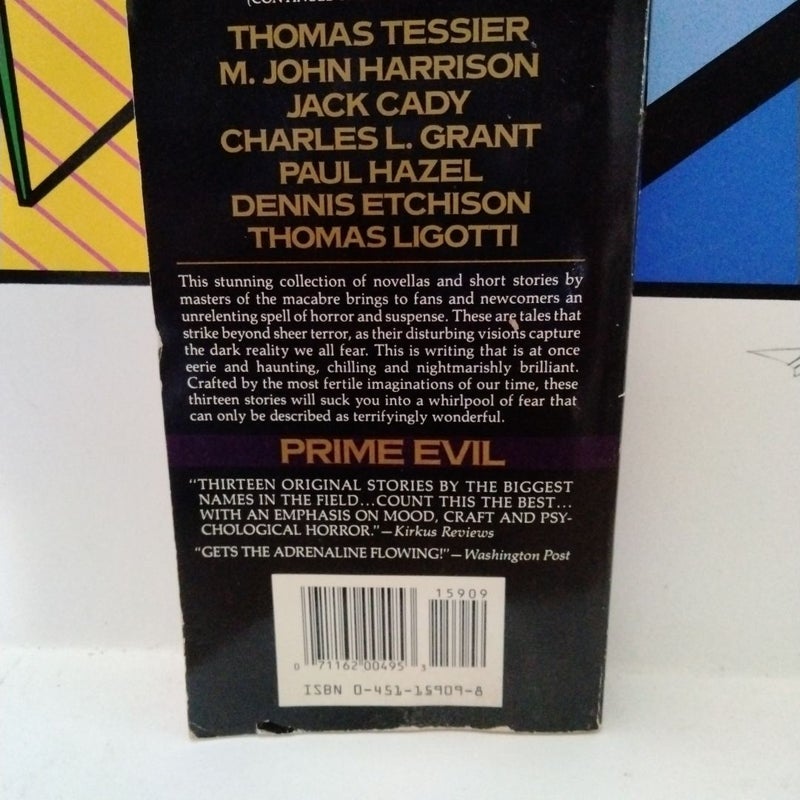 THOMAS TESSIER
M. JOHN HARRISON
JACK CADY
CHARLES L. GRANT
PAUL HAZEL
DENNIS ETCHISON
THOMAS LIGOTTI
This stunning collection of novellas and short stories by
masters of the macabre brings to fans and newcomers an
unrelenting spell of horror and suspense. These are tales that
strike beyond sheer terror, as their disturbing visions capture
the dark reality we all fear. This is writing that is at once
eerie and haunting, chilling and nightmarishly brilliant.
Crafted by the most fertile imaginations of our time, these
thirteen stories will suck you into a whirlpool of fear that
can only be described as terrifyingly wonderful.
PRIME EVIL
"THIRTEEN ORIGINAL STORIES BY THE BIGGEST
NAMES IN THE FIELD...COUNT THIS THE BEST...
WITH AN EMPHASIS ON MOOD, CRAFT AND PSY-
CHOLOGICAL HORROR."—Kirkus Reviews
"GETS THE ADRENALINE FLOWING!"—Washington Post
15909
0 71162 00495 3
ISBN 0-451-15909-8